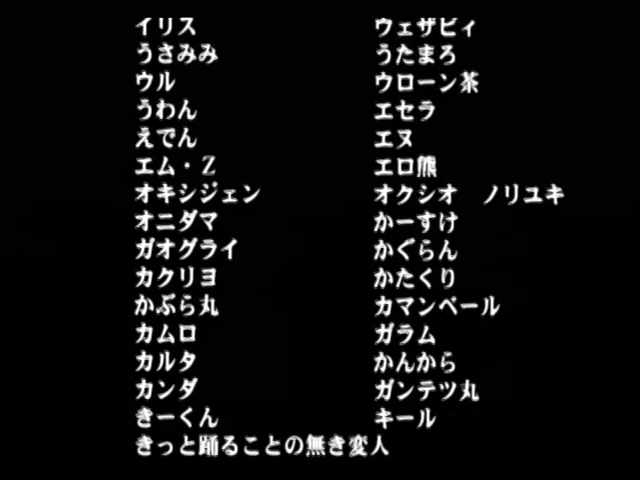 イリス ウェザビィ
うさみみ うたまろ
ウル ウローン茶
うわん エセラ
えでん エヌ
エム・Z エロ熊
オキシジェン オクシオ　ノリユキ
オニダマ かーすけ
ガオグライ かぐらん
カクリヨ かたくり
かぶら丸 カマンベール
カムロ ガラム
カルタ かんから
カンダ ガンテツ丸
きーくん キール
きっと踊ることの無き変人